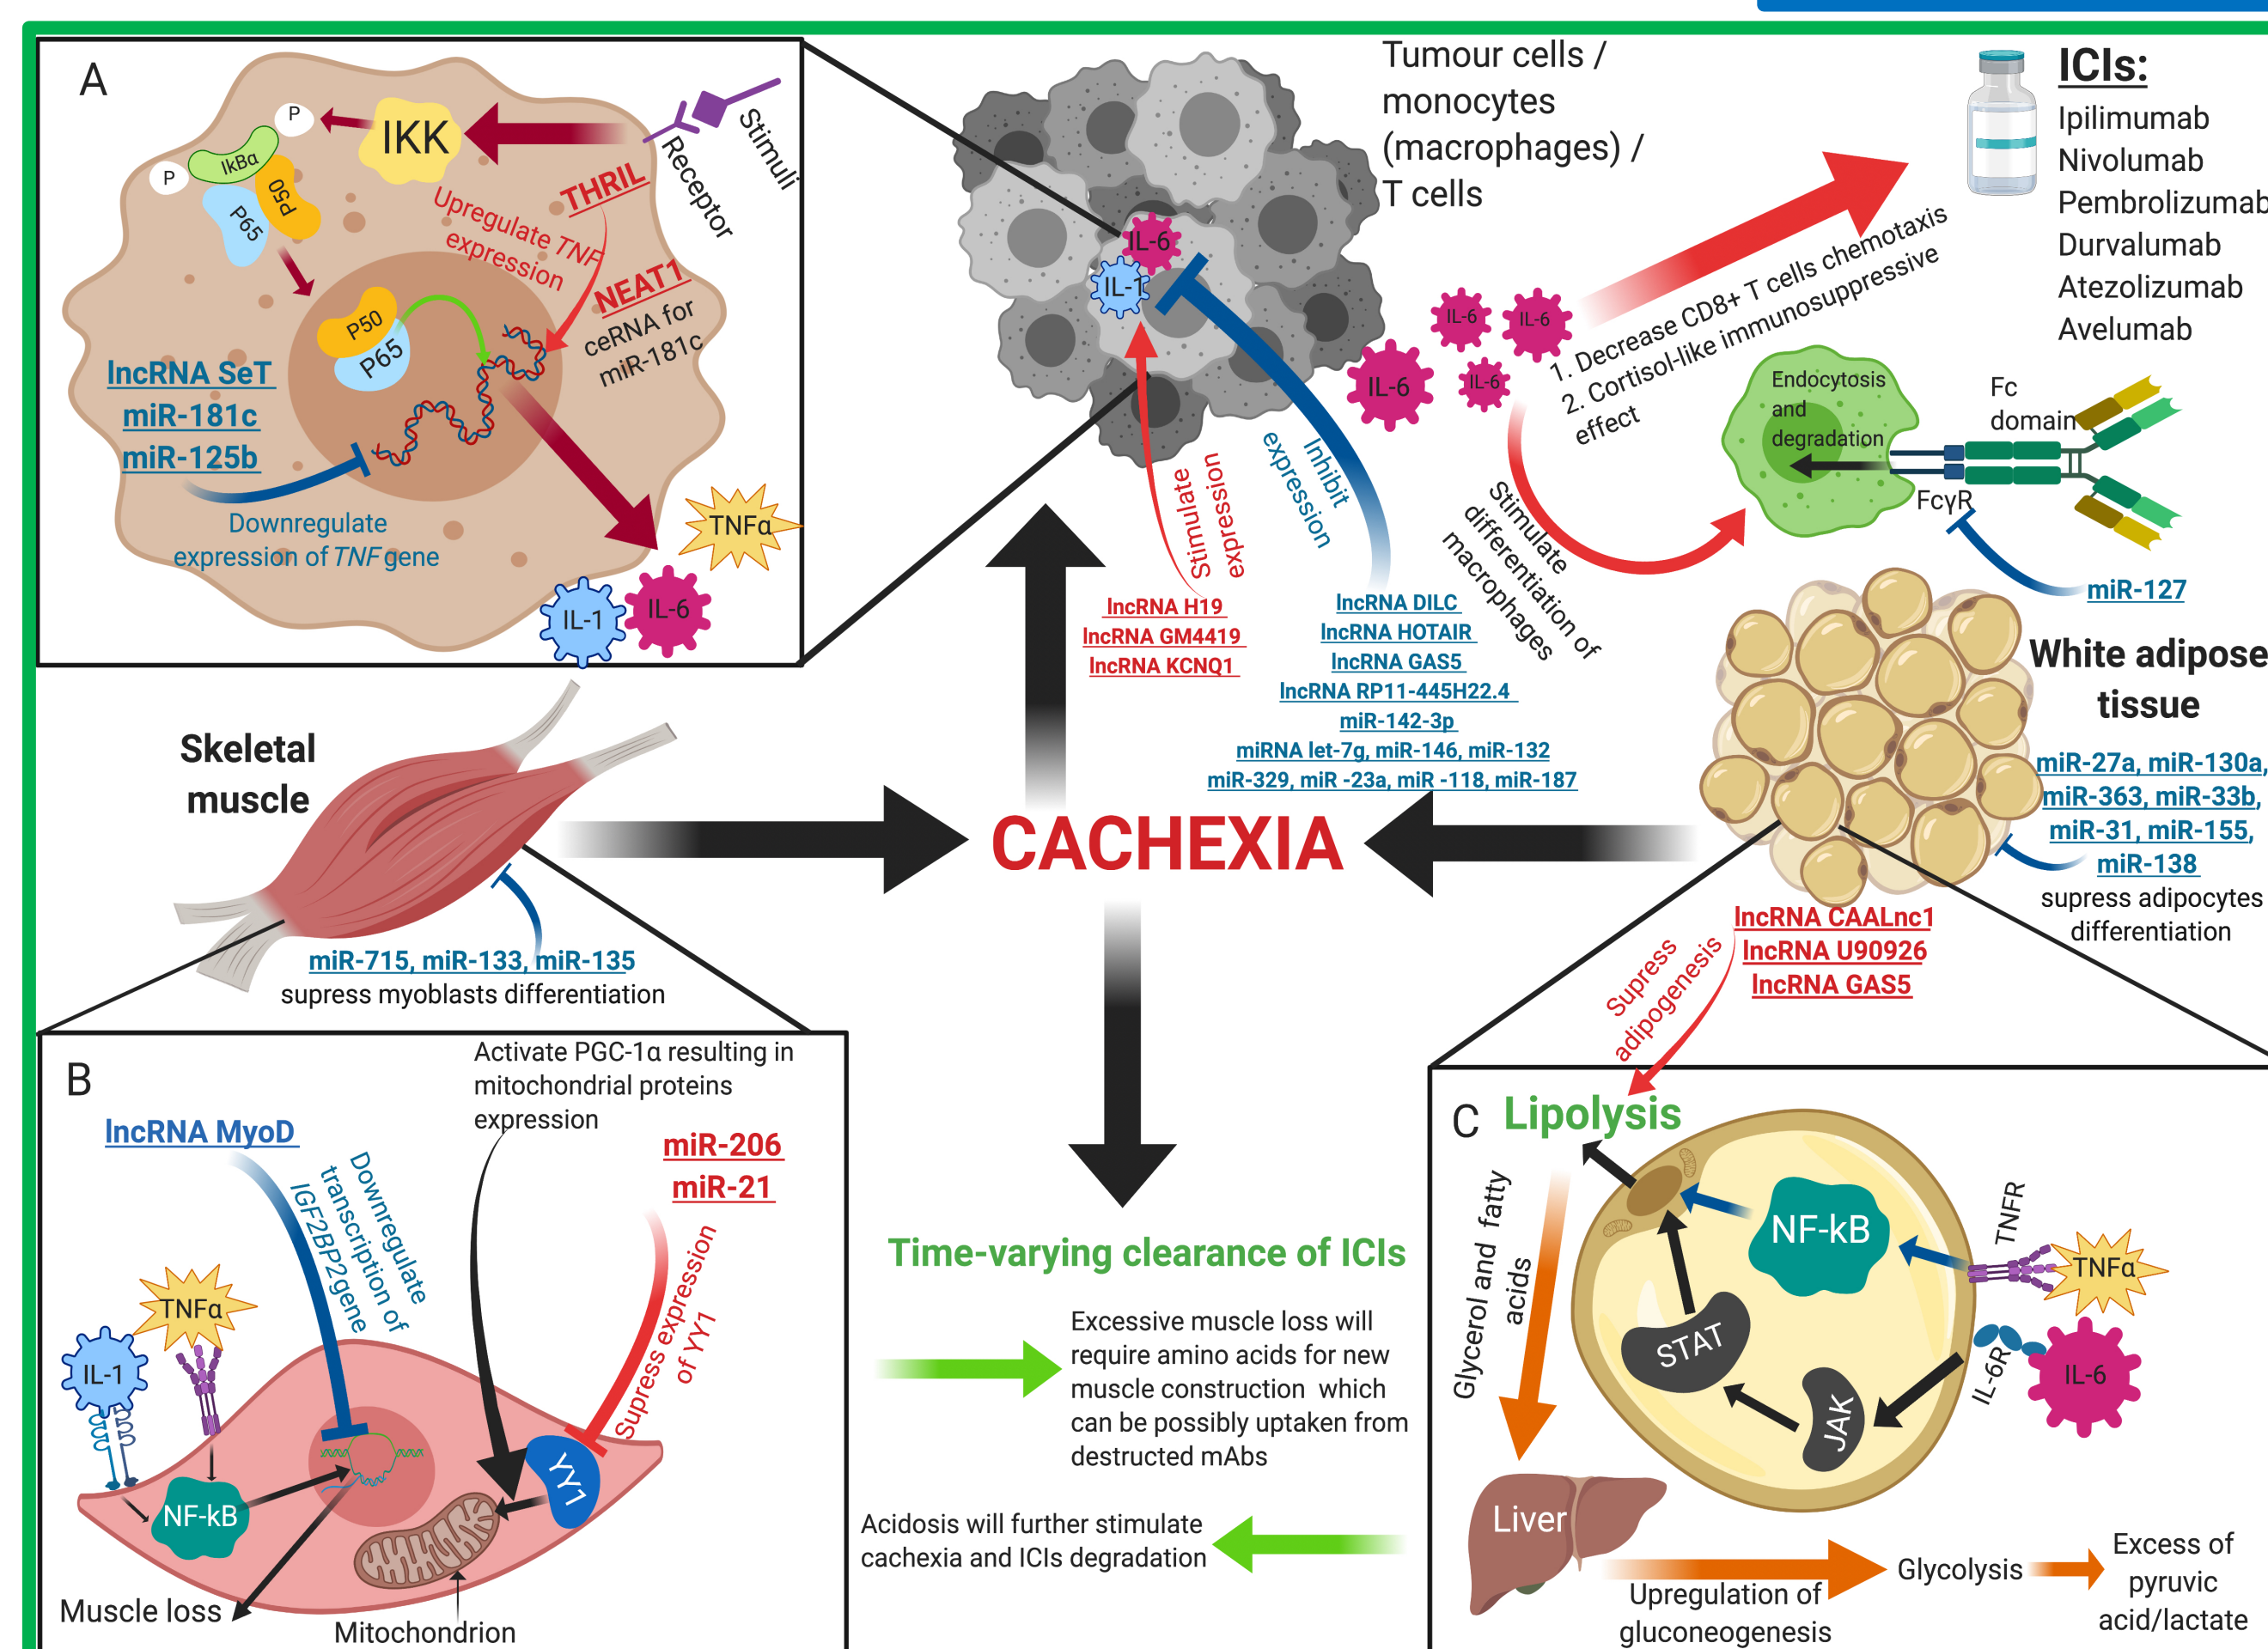 A
P
IKK
IkBα
P
P50
P65
Stimuli
Receptor
THRIL
Upregulate TNF
expression
NEAT1
ceRNA for
miR-181c
P50
P65
lncRNA SeT
miR-181c
miR-125b
Downregulate
expression of TNF gene
TNFα
IL-1
IL-6
Tumour cells /
monocytes
(macrophages) /
T cells
IL-6
IL-1
IL-6
IL-6
IL-6
IL-6
1. Decrease CD8+ T cells chemotaxis
2. Cortisol-like immunosuppressive
effect
ICIs:
Ipilimumab
Nivolumab
Pembrolizumab
Durvalumab
Atezolizumab
Avelumab
Endocytosis
and
degradation
Fc
domain
FcγR
miR-127
Stimulate
differentiation of
macrophages
Stimulate
expression
Inhibit
expression
lncRNA H19
lncRNA GM4419
lncRNA KCNQ1
lncRNA DILC
lncRNA HOTAIR
lncRNA GAS5
lncRNA RP11-445H22.4
miR-142-3p
miRNA let-7g, miR-146, miR-132
miR-329, miR -23a, miR -118, miR-187
Skeletal
muscle
CACHEXIA
White adipose
tissue
miR-27a, miR-130a,
miR-363, miR-33b,
miR-31, miR-155,
miR-138
supress adipocytes
differentiation
miR-715, miR-133, miR-135
supress myoblasts differentiation
lncRNA CAALnc1
lncRNA U90926
lncRNA GAS5
Supress
adipogenesis
B
Activate PGC-1α resulting in
mitochondrial proteins
expression
lncRNA MyoD
Downregulate
transcription of
IGF2BP2 gene
miR-206
miR-21
Supress expression
of YY1
TNFα
IL-1
NF-kB
YY1
Muscle loss
Mitochondrion
Time-varying clearance of ICIs
Excessive muscle loss will
require amino acids for new
muscle construction which
can be possibly uptaken from
destructed mAbs
Acidosis will further stimulate
cachexia and ICIs degradation
C
Lipolysis
Glycerol and fatty
acids
NF-kB
TNFR
TNFα
STAT
JAK
IL-6R
IL-6
Liver
Upregulation of
gluconeogenesis
Glycolysis
Excess of
pyruvic
acid/lactate